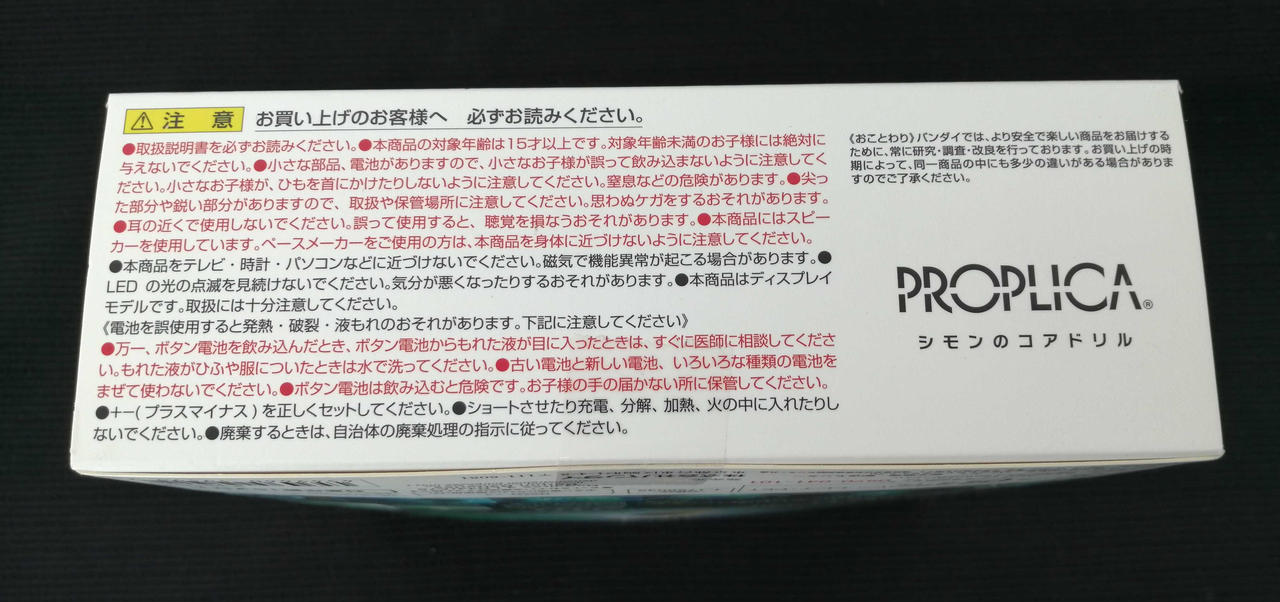 ⚠注 意 お買い上げのお客様へ 必ずお読みください。
●取扱説明書を必ずお読みください。●本商品の対象年齢は15才以上です。対象年齢未満のお子様には絶対に
与えないでください。●小さな部品、電池がありますので、小さなお子様が誤って飲み込まないように注意してく
ださい。小さなお子様が、ひもを首にかけたりしないように注意してください。窒息などの危険があります。●尖っ
た部分や鋭い部分がありますので、取扱や保管場所に注意してください。思わぬケガをするおそれがあります。
●耳の近くで使用しないでください。誤って使用すると、聴覚を損なうおそれがあります。●本商品にはスピー
カーを使用しています。ペースメーカーをご使用の方は、本商品を身体に近づけないように注意してください。
●本商品をテレビ・時計・パソコンなどに近づけないでください。磁気で機能異常が起こる場合があります。●
LED の光の点滅を見続けないでください。気分が悪くなったりするおそれがあります。●本商品はディスプレイ
モデルです。取扱には十分注意してください。
《電池を誤使用すると発熱・破裂・液もれのおそれがあります。下記に注意してください》
●万一、ボタン電池を飲み込んだとき、ボタン電池からもれた液が目に入ったときは、すぐに医師に相談してくださ
い。もれた液がひふや服についたときは水で洗ってください。●古い電池と新しい電池、いろいろな種類の電池を
まぜて使わないでください。●ボタン電池は飲み込むと危険です。お子様の手の届かない所に保管してください。
●+−(プラスマイナス)を正しくセットしてください。●ショートさせたり充電、分解、加熱、火の中に入れたりし
ないでください。●廃棄するときは、自治体の廃棄処理の指示に従ってください。
《おことわり》バンダイでは、より安全で楽しい商品をお届けする
ために、常に研究・調査・改良を行っております。お買い上げの時
期によって、同一商品の中にも多少の違いがある場合がありま
すのでご了承ください。
PROPLICA®
シモンのコアドリル